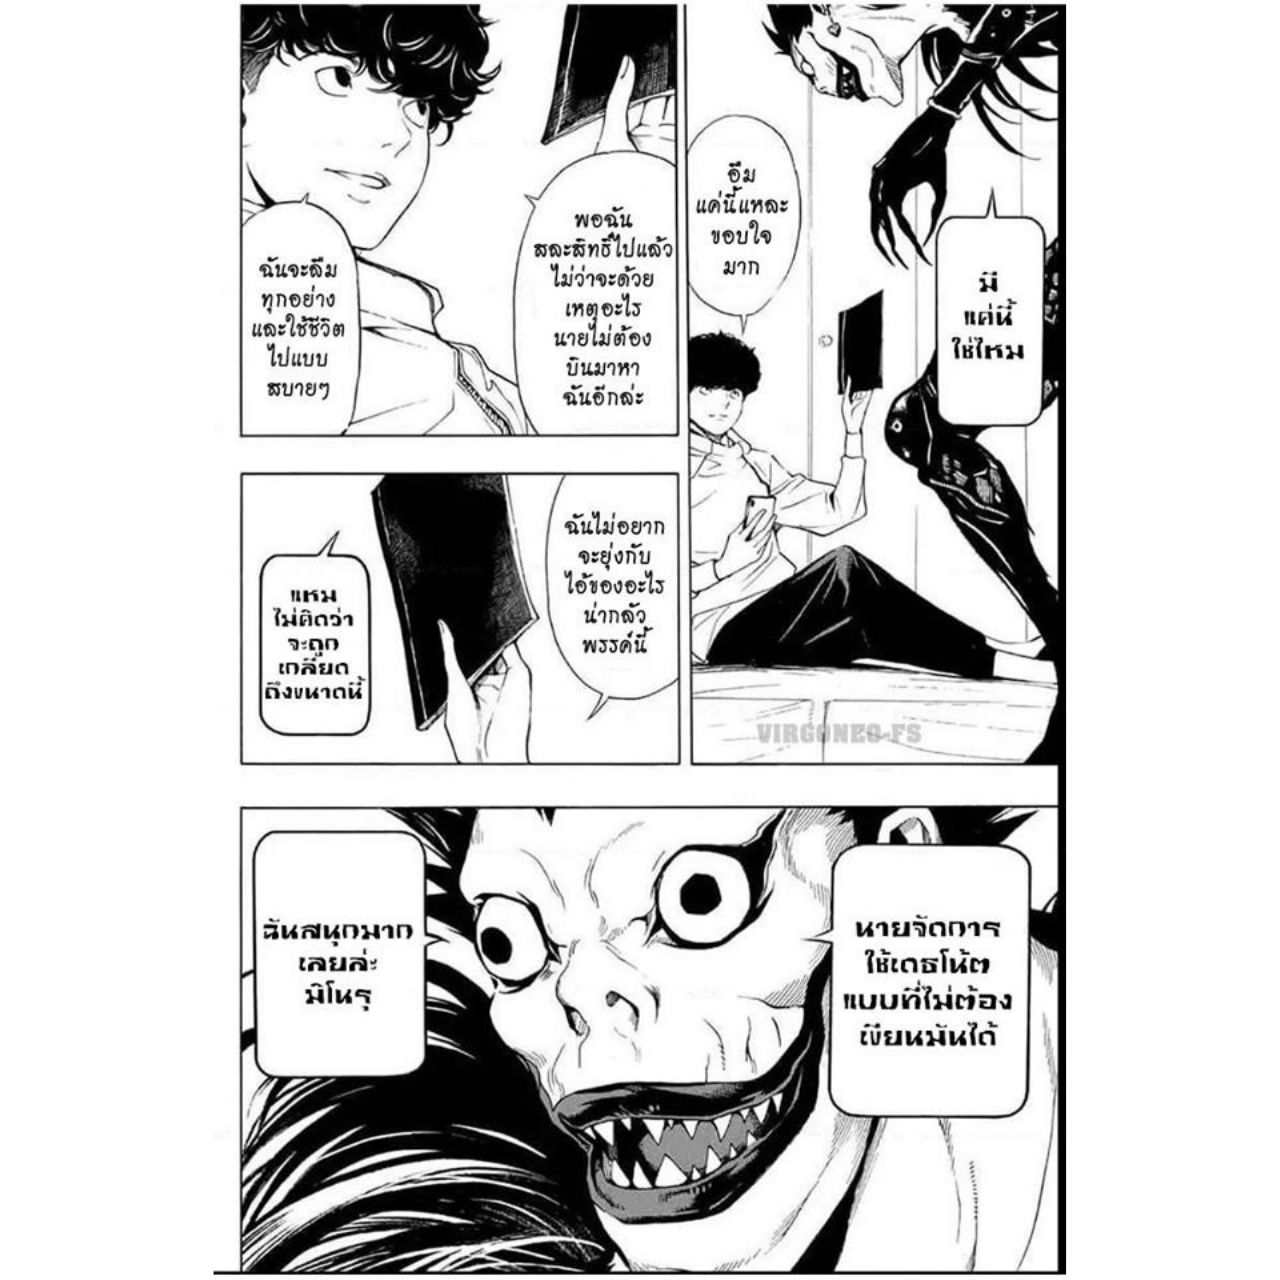 มี
แค่นี้
ใช่ไหม
อืม
แค่นี้แหละ
ขอบใจ
มาก
พอฉัน
สละสิทธิ์ไปแล้ว
ไม่ว่าจะด้วย
เหตุอะไร
นายไม่ต้อง
บินมาหา
ฉันอีกล่ะ
ฉันจะลืม
ทุกอย่าง
และใช้ชีวิต
ไปแบบ
สบายๆ
ฉันไม่อยาก
จะยุ่งกับ
ไอ้ของอะไร
น่ากลัว
พรรค์นี้
แหม
ไม่คิดว่า
จะถูก
เกลียด
ถึงขนาดนี้
VIRGONEO-FS
นายจัดการ
ใช้เดธโน้ต
แบบที่ไม่ต้อง
เขียนมันได้
ฉันสนุกมาก
เลยล่ะ
มิโนรุ